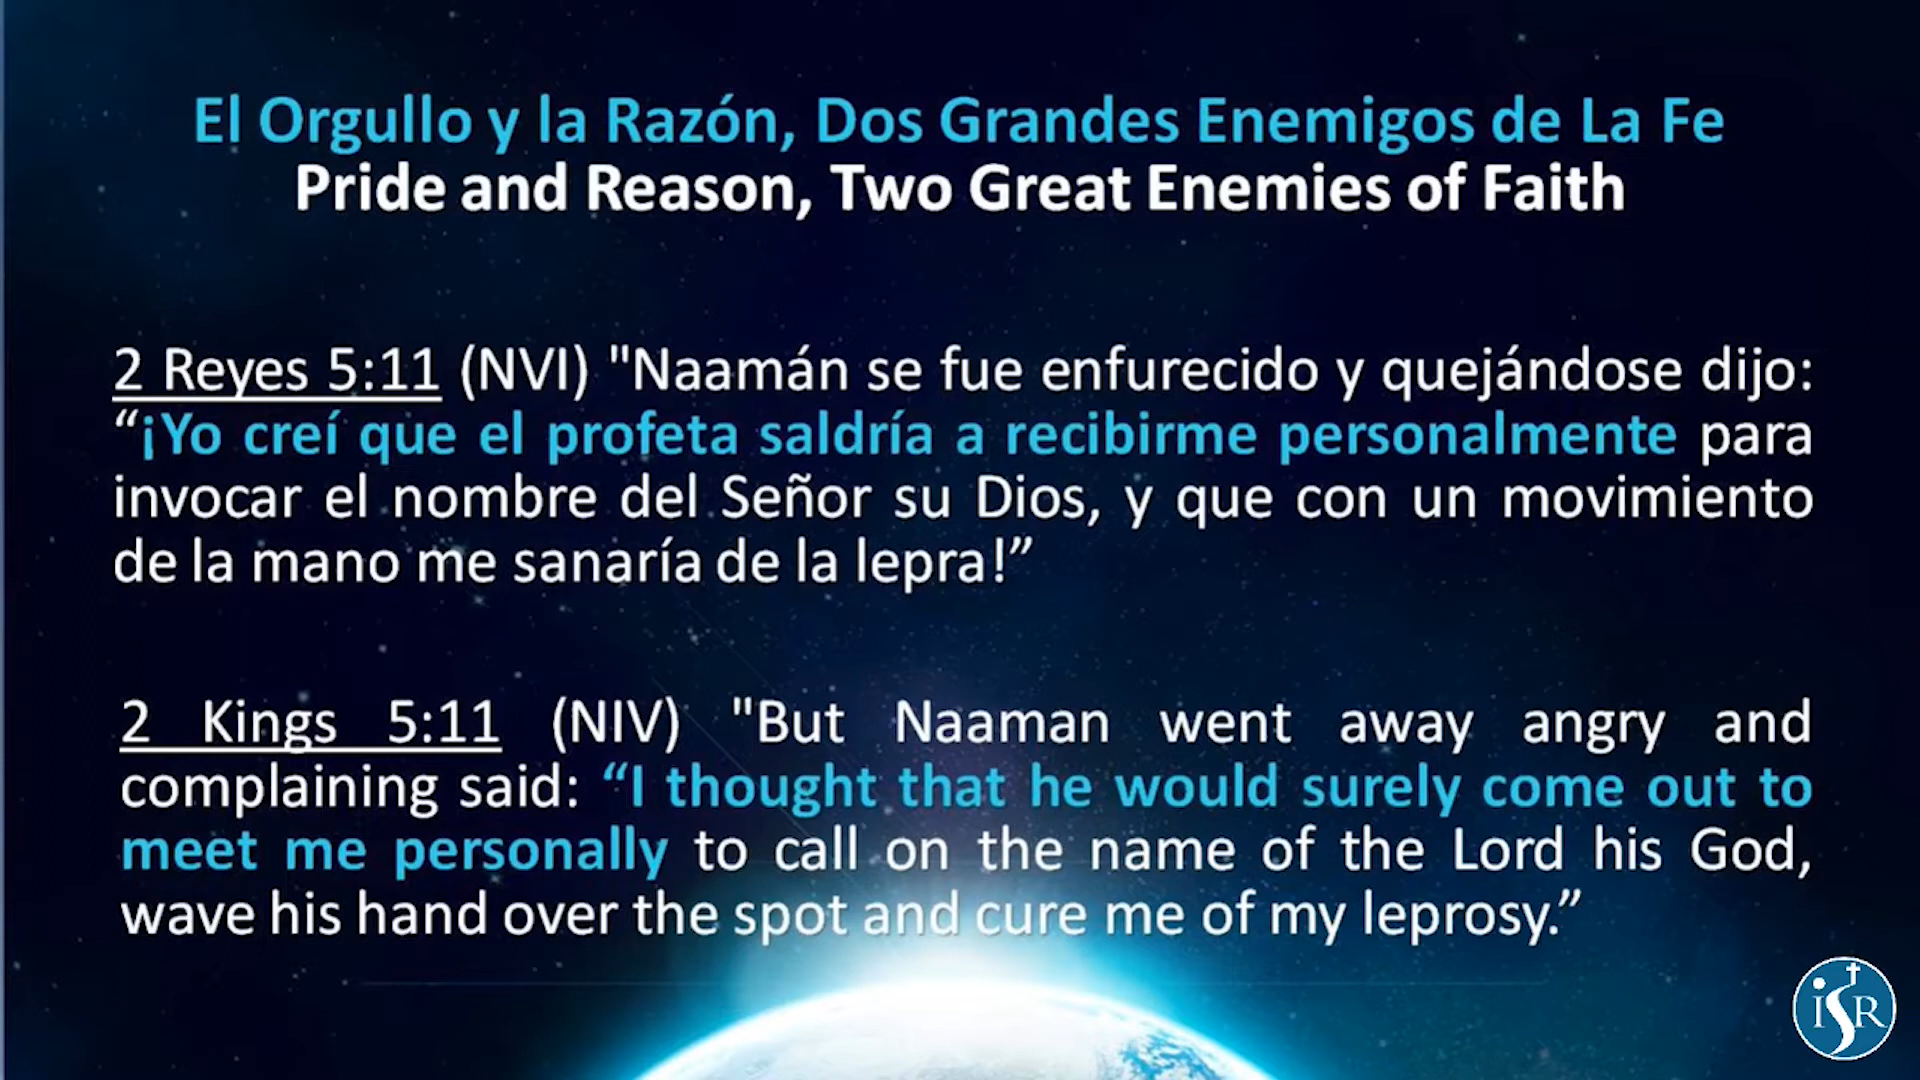 El Orgullo y la Razón, Dos Grandes Enemigos de La Fe
Pride and Reason, Two Great Enemies of Faith
2 Reyes 5:11 (NVI) "Naamán se fue enfurecido y quejándose dijo:
“¡Yo creí que el profeta saldría a recibirme personalmente para
invocar el nombre del Señor su Dios, y que con un movimiento
de la mano me sanaría de la lepra!”
2 Kings 5:11 (NIV) "But Naaman went away angry and
complaining said: “I thought that he would surely come out to
meet me personally to call on the name of the Lord his God,
wave his hand over the spot and cure me of my leprosy.”
iSR